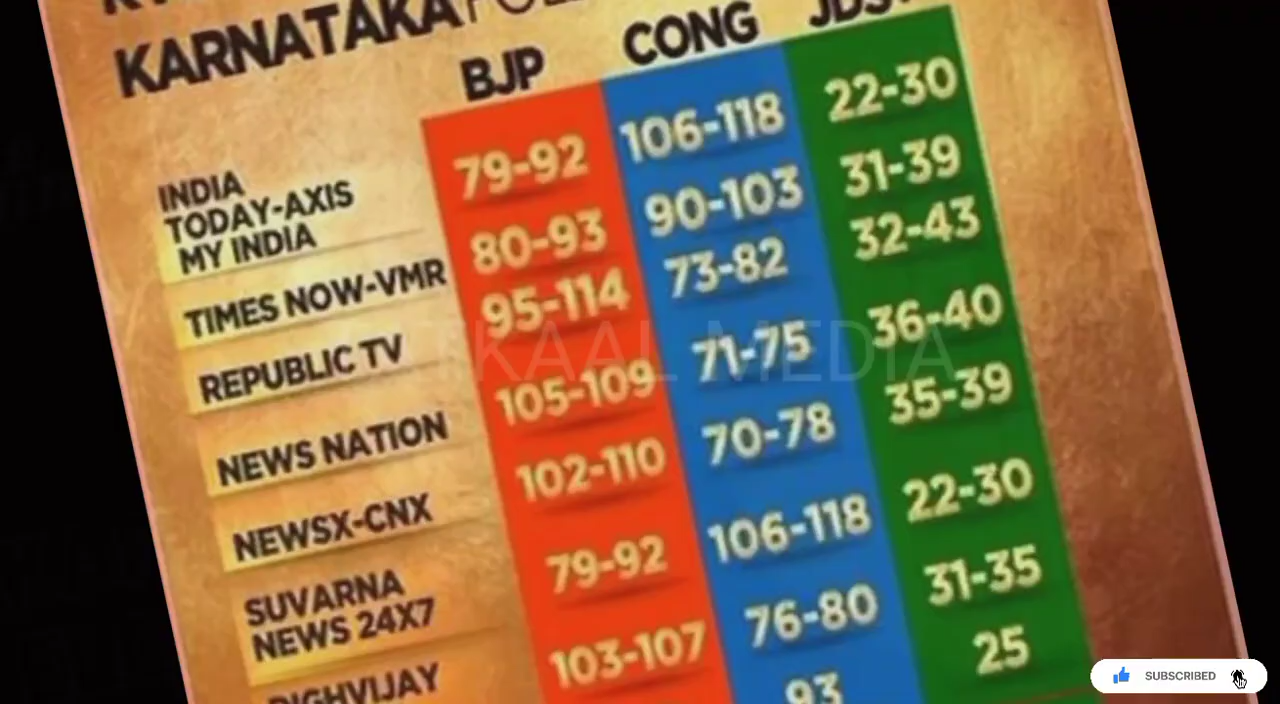 KARNATAKA
BJP CONG JDS+
INDIA
TODAY-AXIS
MY INDIA 79-92 106-118 22-30
TIMES NOW-VMR 80-93 90-103 31-39
REPUBLIC TV 95-114 73-82 32-43
NEWS NATION 105-109 71-75 36-40
NEWSX-CNX 102-110 70-78 35-39
SUVARNA
NEWS 24X7 79-92 106-118 22-30
DIGHVIJAY 103-107 76-80 31-35
93 25
MEDIA
SUBSCRIBED